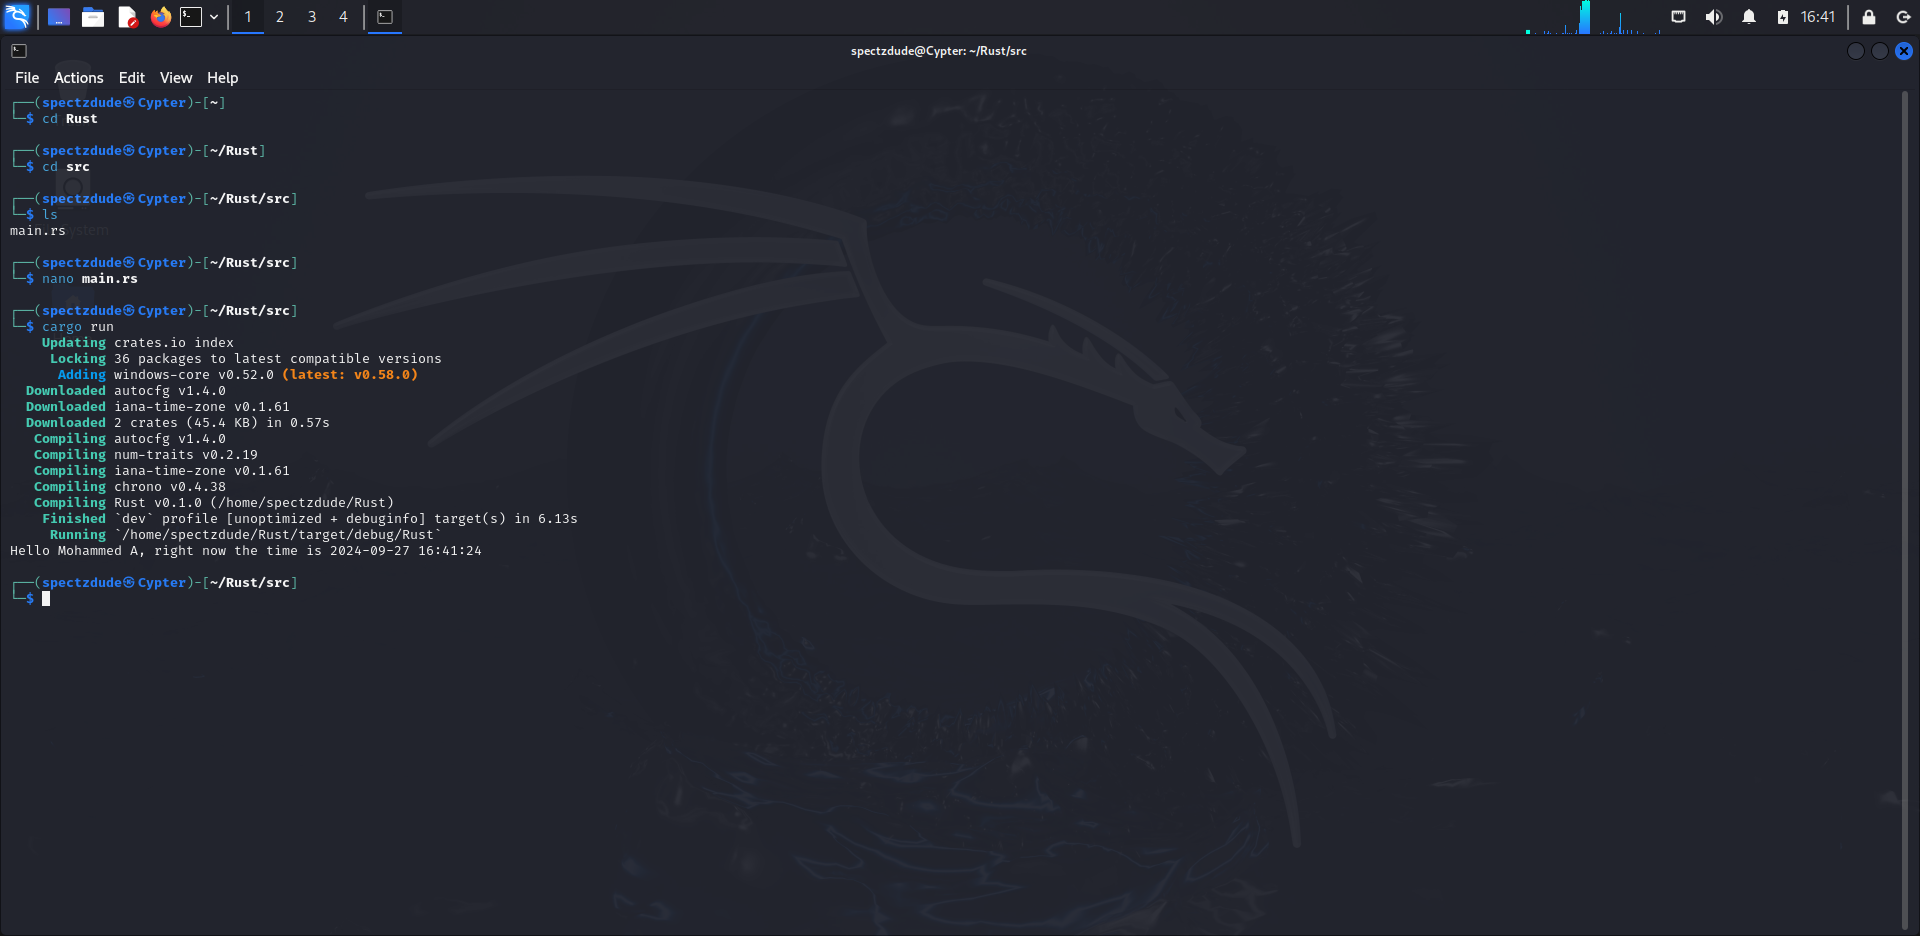 1 2 3 4 16:41
spectzdude@Cypter: ~/Rust/src
File Actions Edit View Help
┌──(spectzdude㉿Cypter)-[~]
└─$ cd Rust
┌──(spectzdude㉿Cypter)-[~/Rust]
└─$ cd src
┌──(spectzdude㉿Cypter)-[~/Rust/src]
└─$ ls
main.rs
┌──(spectzdude㉿Cypter)-[~/Rust/src]
└─$ nano main.rs
┌──(spectzdude㉿Cypter)-[~/Rust/src]
└─$ cargo run
Updating crates.io index
Locking 36 packages to latest compatible versions
Adding windows-core v0.52.0 (latest: v0.58.0)
Downloaded autocfg v1.4.0
Downloaded iana-time-zone v0.1.61
Downloaded 2 crates (45.4 KB) in 0.57s
Compiling autocfg v1.4.0
Compiling num-traits v0.2.19
Compiling iana-time-zone v0.1.61
Compiling chrono v0.4.38
Compiling Rust v0.1.0 (/home/spectzdude/Rust)
Finished `dev` profile [unoptimized + debuginfo] target(s) in 6.13s
Running `/home/spectzdude/Rust/target/debug/Rust`
Hello Mohammed A, right now the time is 2024-09-27 16:41:24
┌──(spectzdude㉿Cypter)-[~/Rust/src]
└─$